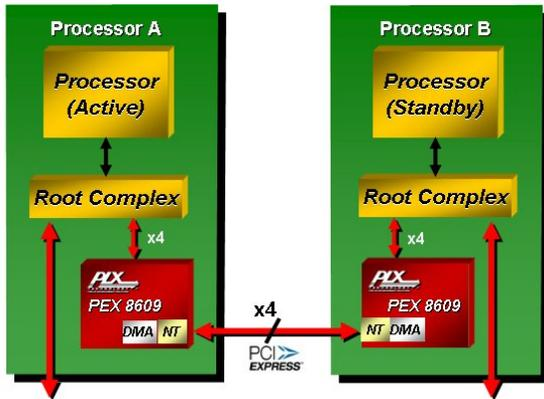 Processor A
Processor
(Active)
Root Complex
x4
PLX
PEX 8609
DMA NT
x4
PCI
EXPRESS
Processor B
Processor
(Standby)
Root Complex
x4
PLX
PEX 8609
NT DMA